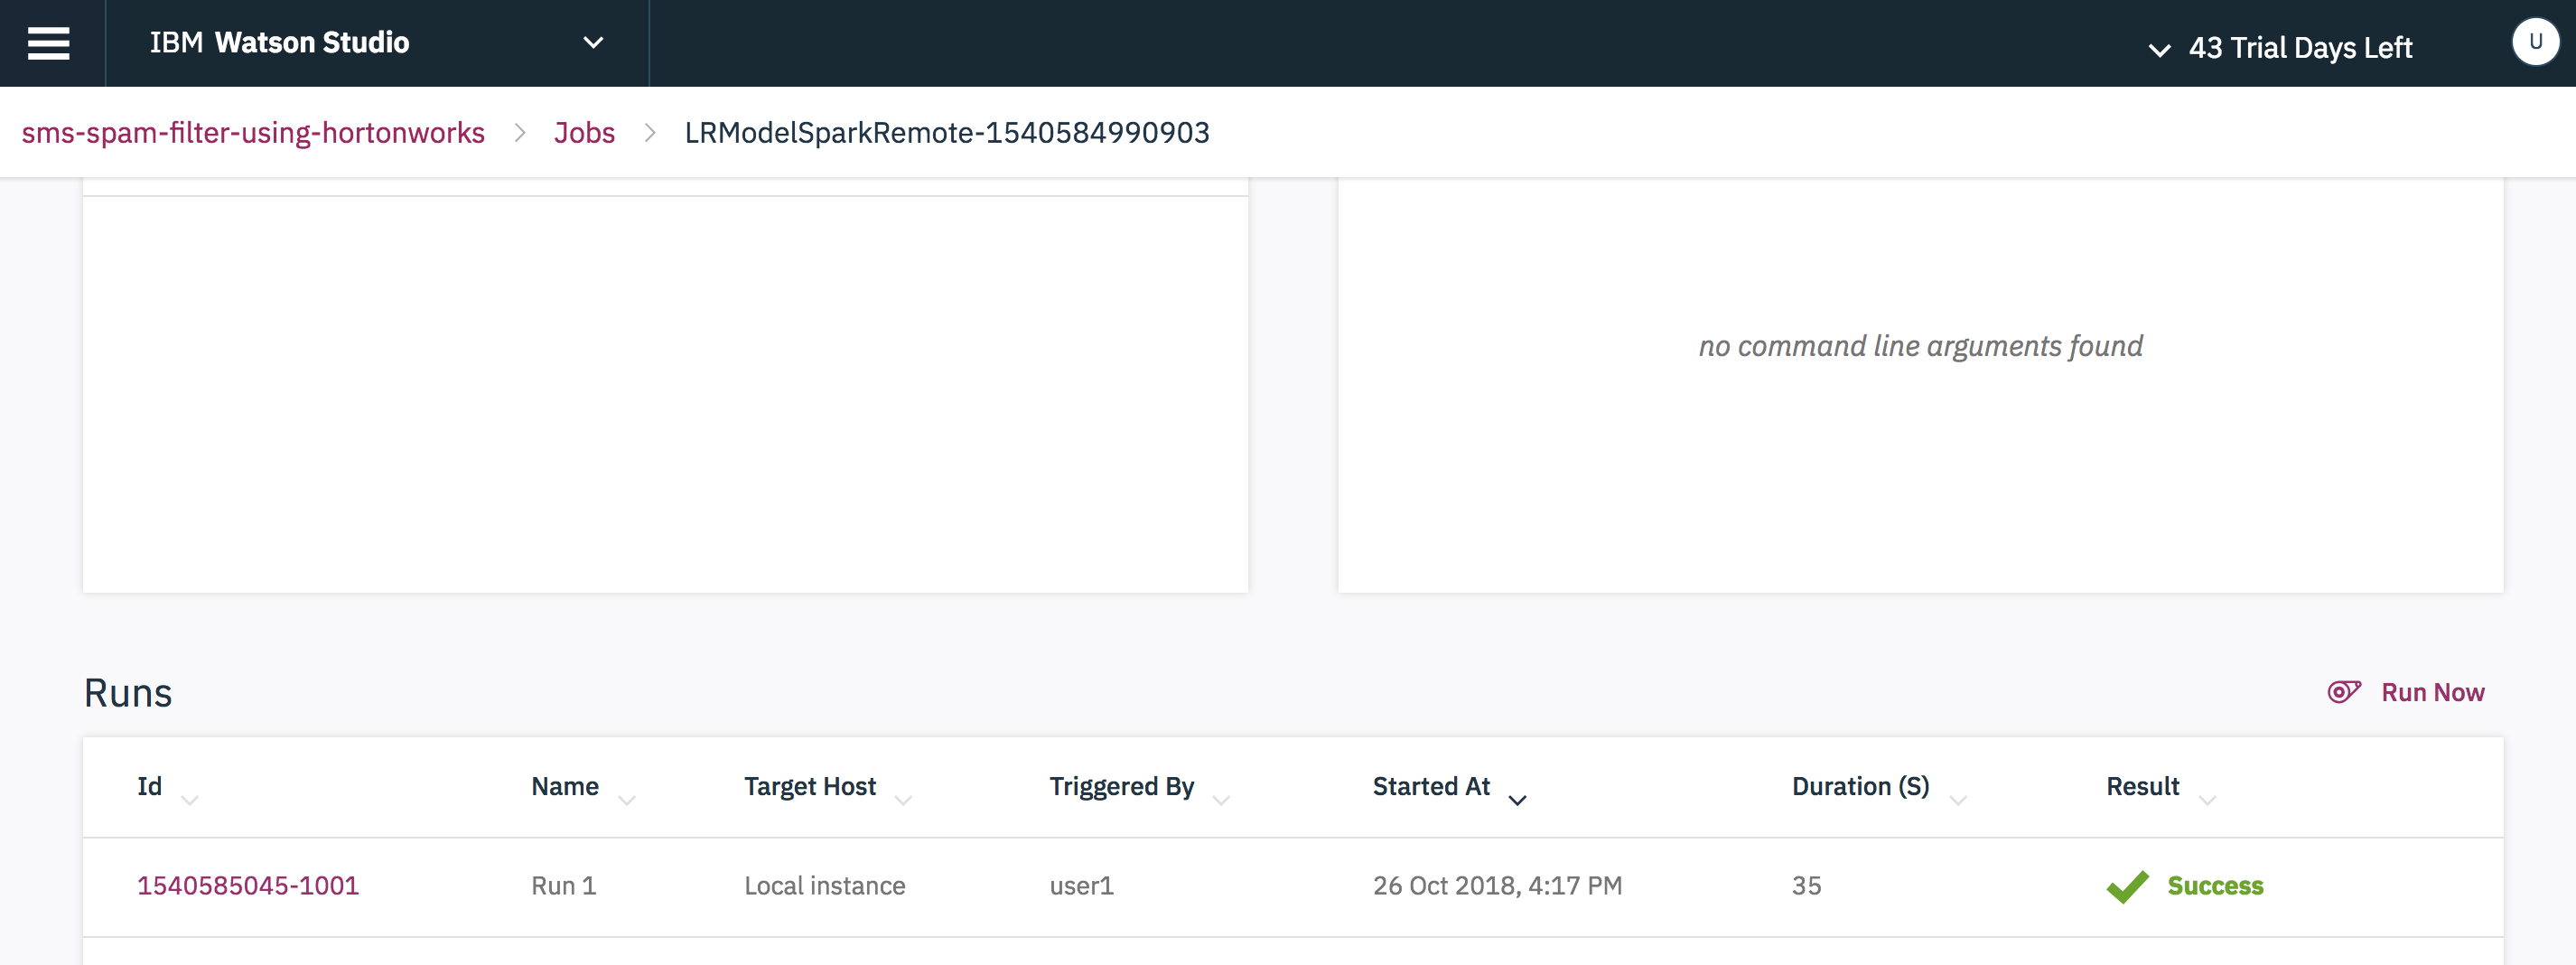 IBM Watson Studio
43 Trial Days Left
U
sms-spam-filter-using-hortonworks > Jobs > LRModelSparkRemote-1540584990903
no command line arguments found
Runs
Run Now
Id Name Target Host Triggered By Started At Duration (S) Result
1540585045-1001 Run 1 Local instance user1 26 Oct 2018, 4:17 PM 35 Success